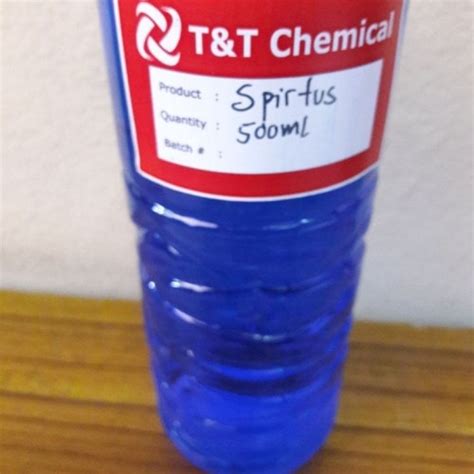 T&T Chemical
Product : Spirtus
Quantity : 500ml
Batch # :